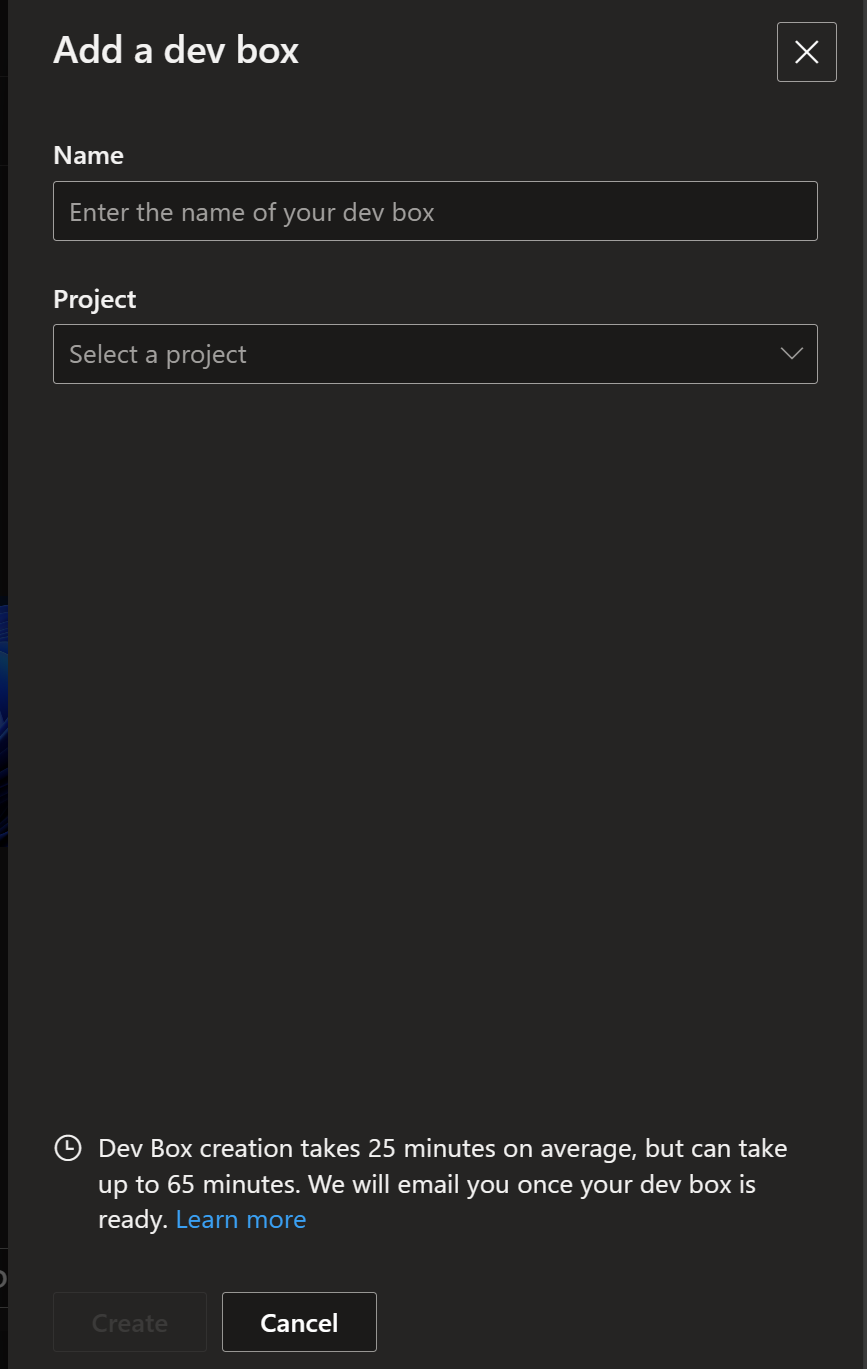 Add a dev box
Name
Enter the name of your dev box
Project
Select a project
Dev Box creation takes 25 minutes on average, but can take
up to 65 minutes. We will email you once your dev box is
ready. Learn more
Create
Cancel